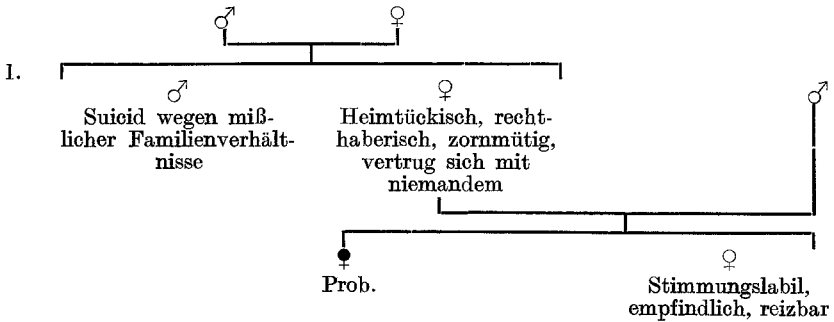 ♂ ♀
I.
♂ ♀ ♂
Suicid wegen miß-
licher Familienverhält-
nisse
Heimtückisch, recht-
haberisch, zornmütig,
vertrug sich mit
niemandem
♀
Prob.
Stimmungslabil,
empfindlich, reizbar